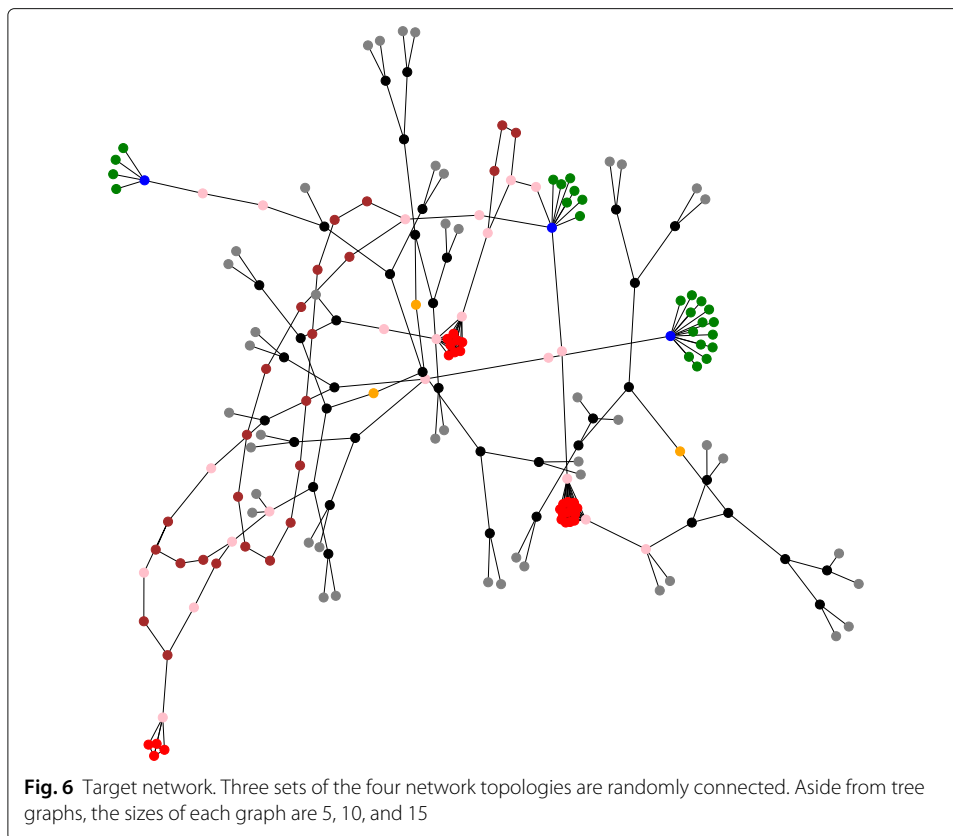 Fig. 6 Target network. Three sets of the four network topologies are randomly connected. Aside from tree
graphs, the sizes of each graph are 5, 10, and 15